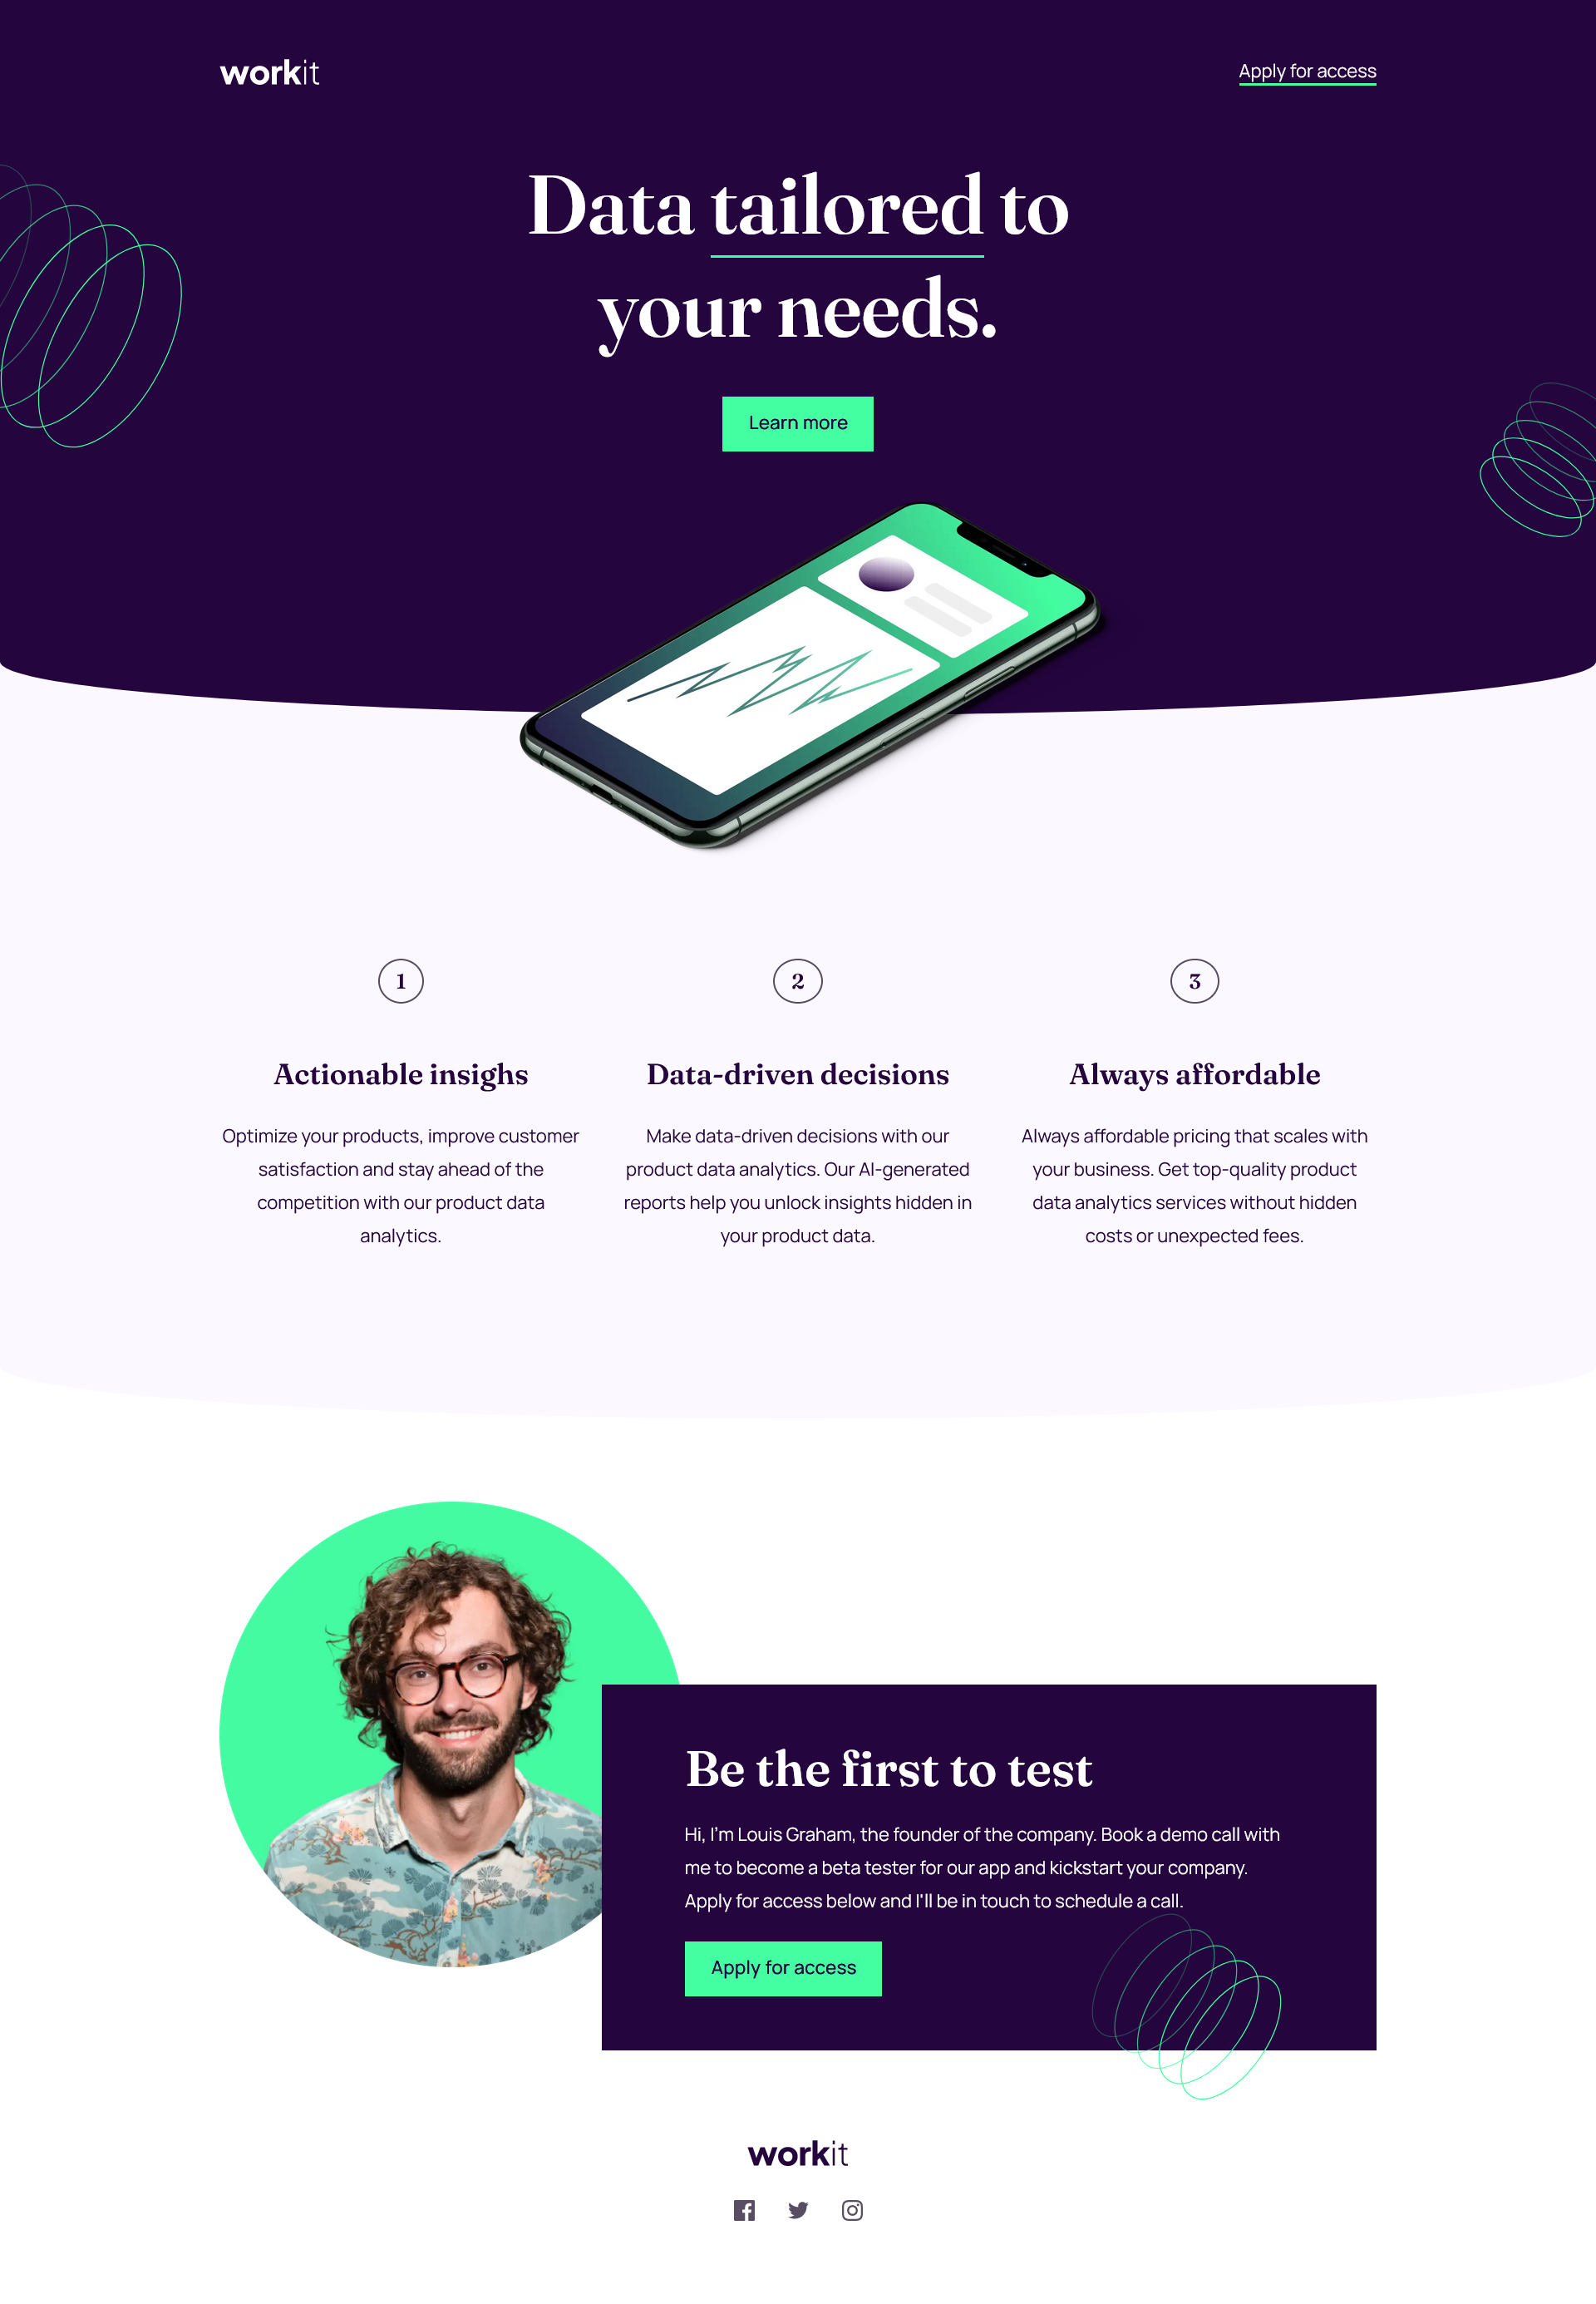 workit
Apply for access
Data tailored to
your needs.
Learn more
1
Actionable insighs
Optimize your products, improve customer
satisfaction and stay ahead of the
competition with our product data
analytics.
2
Data-driven decisions
Make data-driven decisions with our
product data analytics. Our AI-generated
reports help you unlock insights hidden in
your product data.
3
Always affordable
Always affordable pricing that scales with
your business. Get top-quality product
data analytics services without hidden
costs or unexpected fees.
Be the first to test
Hi, I'm Louis Graham, the founder of the company. Book a demo call with
me to become a beta tester for our app and kickstart your company.
Apply for access below and I'll be in touch to schedule a call.
Apply for access
workit